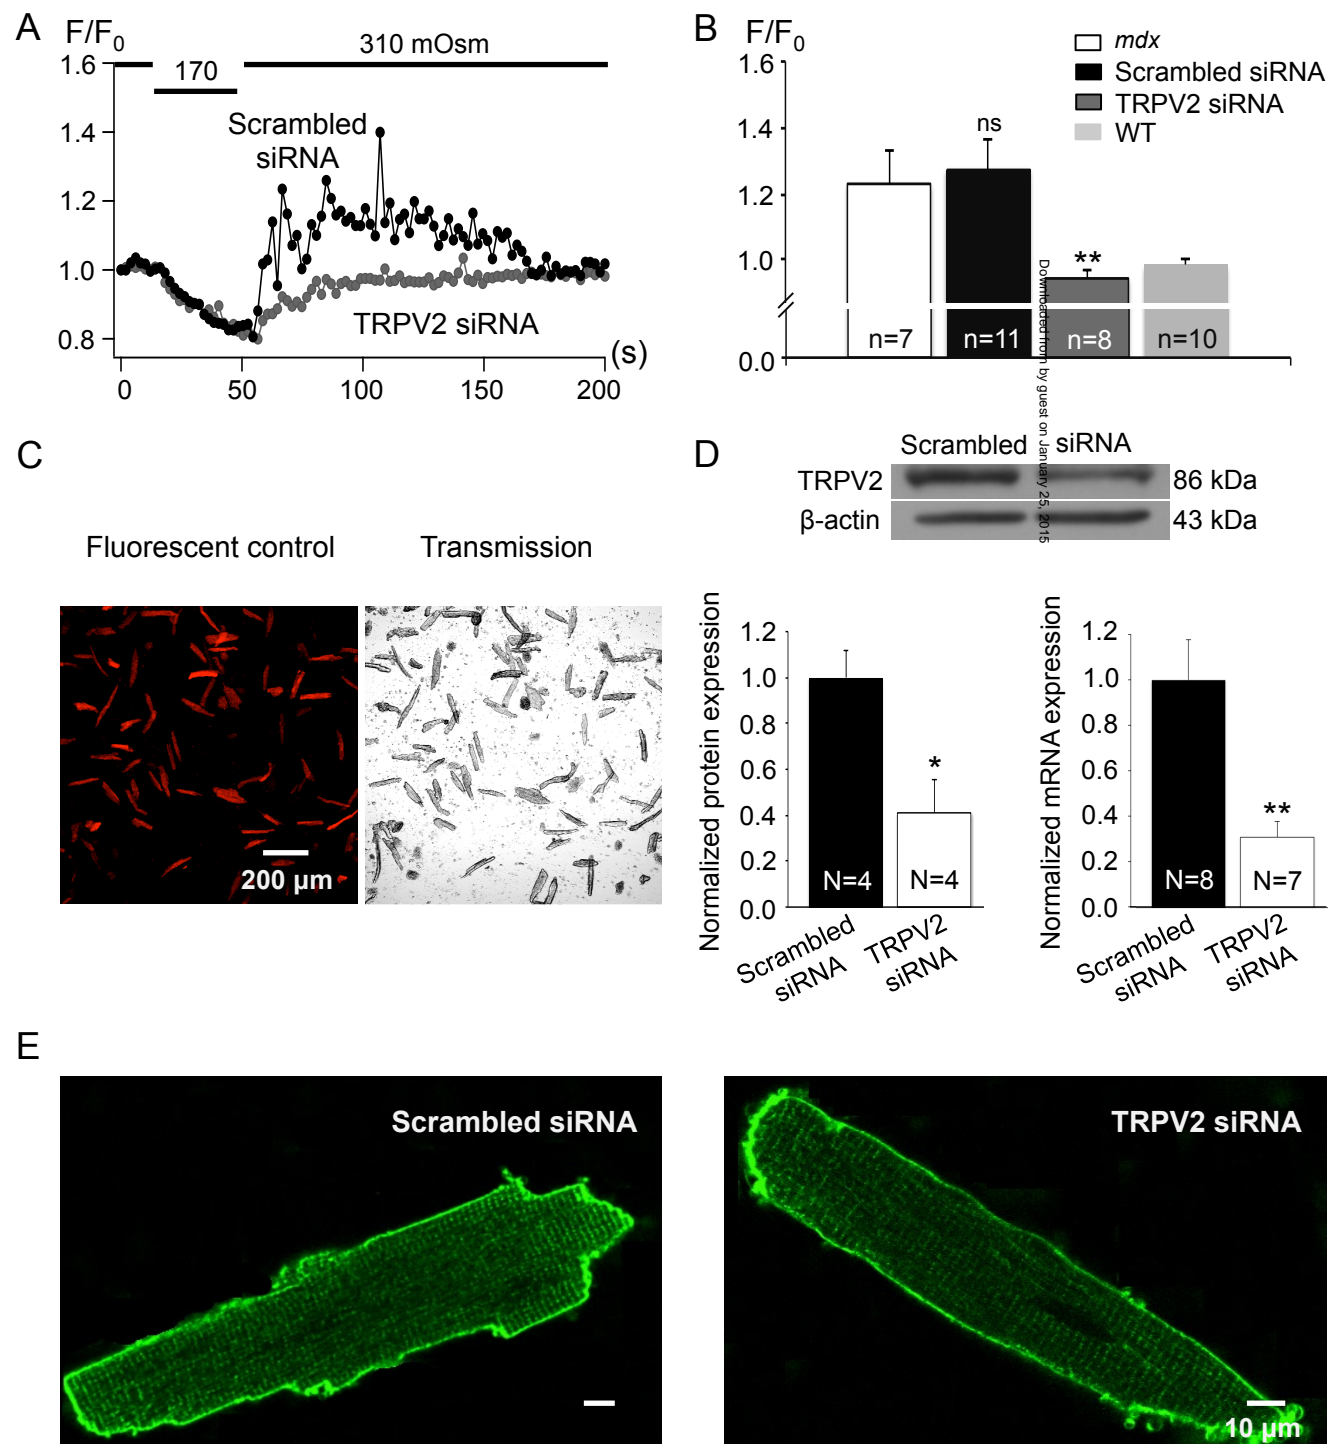 A
F/F0
310 mOsm
170
1.6
1.4
1.2
1.0
0.8
Scrambled
siRNA
TRPV2 siRNA
(s)
0
50
100
150
200
B
F/F0
mdx
Scrambled siRNA
TRPV2 siRNA
WT
1.6
1.4
1.2
1.0
0.0
ns
**
n=7
n=11
n=8
n=10
Downloaded from by guest on January 25, 2015
C
Fluorescent control
Transmission
200 µm
D
Scrambled
siRNA
TRPV2
86 kDa
β-actin
43 kDa
Normalized protein expression
1.2
1.0
0.8
0.6
0.4
0.2
0.0
*
N=4
N=4
Scrambled
siRNA
TRPV2
siRNA
Normalized mRNA expression
1.2
1.0
0.8
0.6
0.4
0.2
0.0
**
N=8
N=7
Scrambled
siRNA
TRPV2
siRNA
E
Scrambled siRNA
TRPV2 siRNA
10 µm